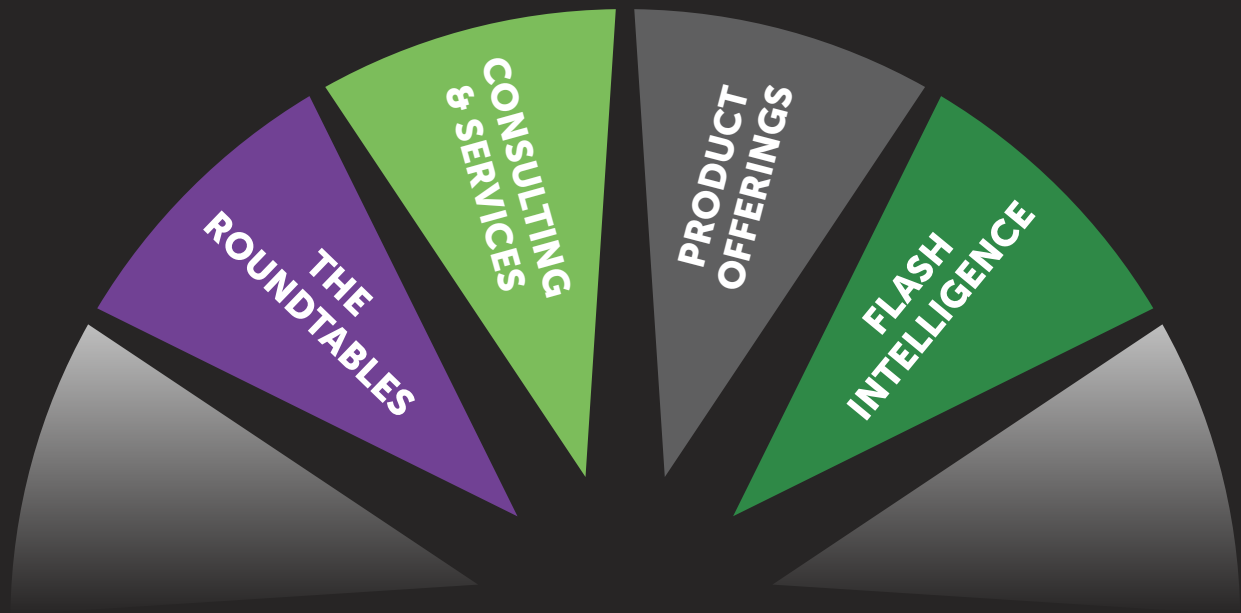 THE
ROUNDTABLES
CONSULTING
& SERVICES
PRODUCT
OFFERINGS
FLASH
INTELLIGENCE